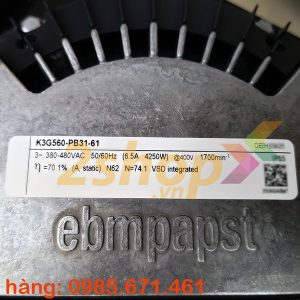 K3G560-PB31-61
3~ 380-480VAC 50/60Hz (6.5A 4250W) @400V 1700min-1
η =70.1% (A, static) N62 N=74.1 VSD integrated
2shop
.vn
ebmpapst
hàng: 0985.671.461